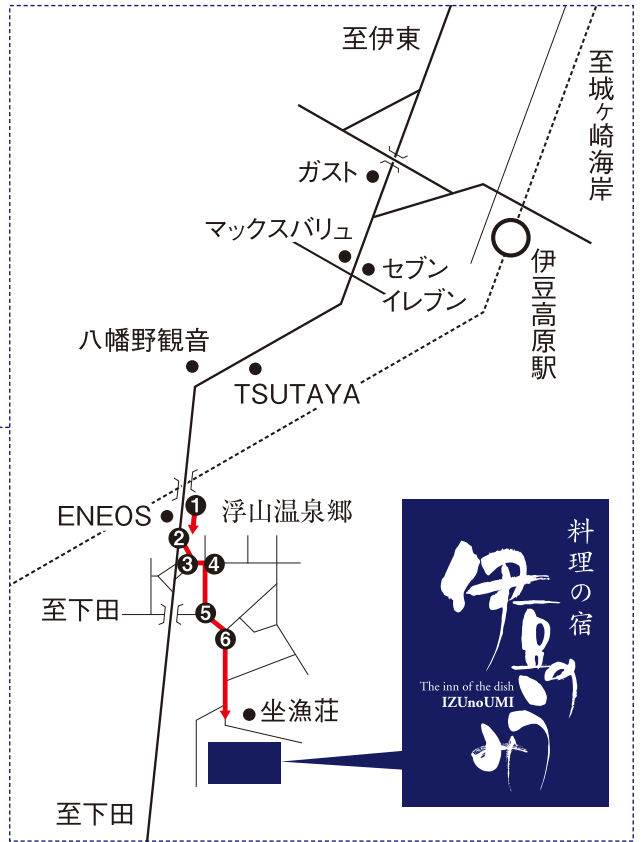 至伊東
至城ヶ崎海岸
ガスト
マックスバリュ
セブン
イレブン
伊豆高原駅
八幡野観音
TSUTAYA
ENEOS
1
浮山温泉郷
2
3
4
至下田
5
6
坐漁荘
至下田
料理の宿
伊豆の
The inn of the dish
IZUnoUMI